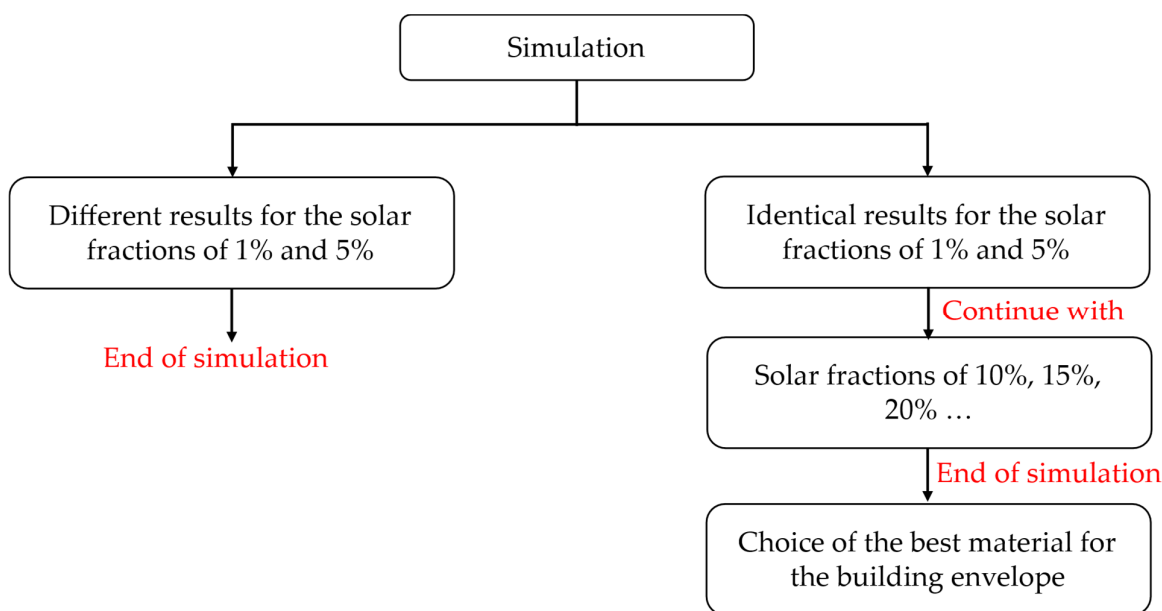 Simulation
Different results for the solar
fractions of 1% and 5%
End of simulation
Identical results for the solar
fractions of 1% and 5%
Continue with
Solar fractions of 10%, 15%,
20% …
End of simulation
Choice of the best material for
the building envelope